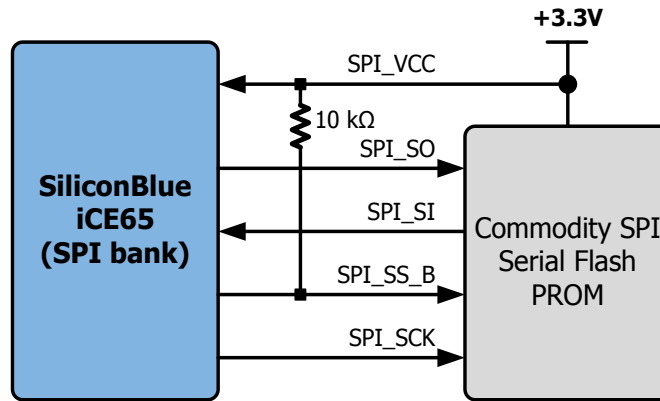 +3.3V
SPI_VCC
10 kΩ
SPI_SO
SiliconBlue
iCE65
(SPI bank)
SPI_SI
Commodity SPI
Serial Flash
PROM
SPI_SS_B
SPI_SCK